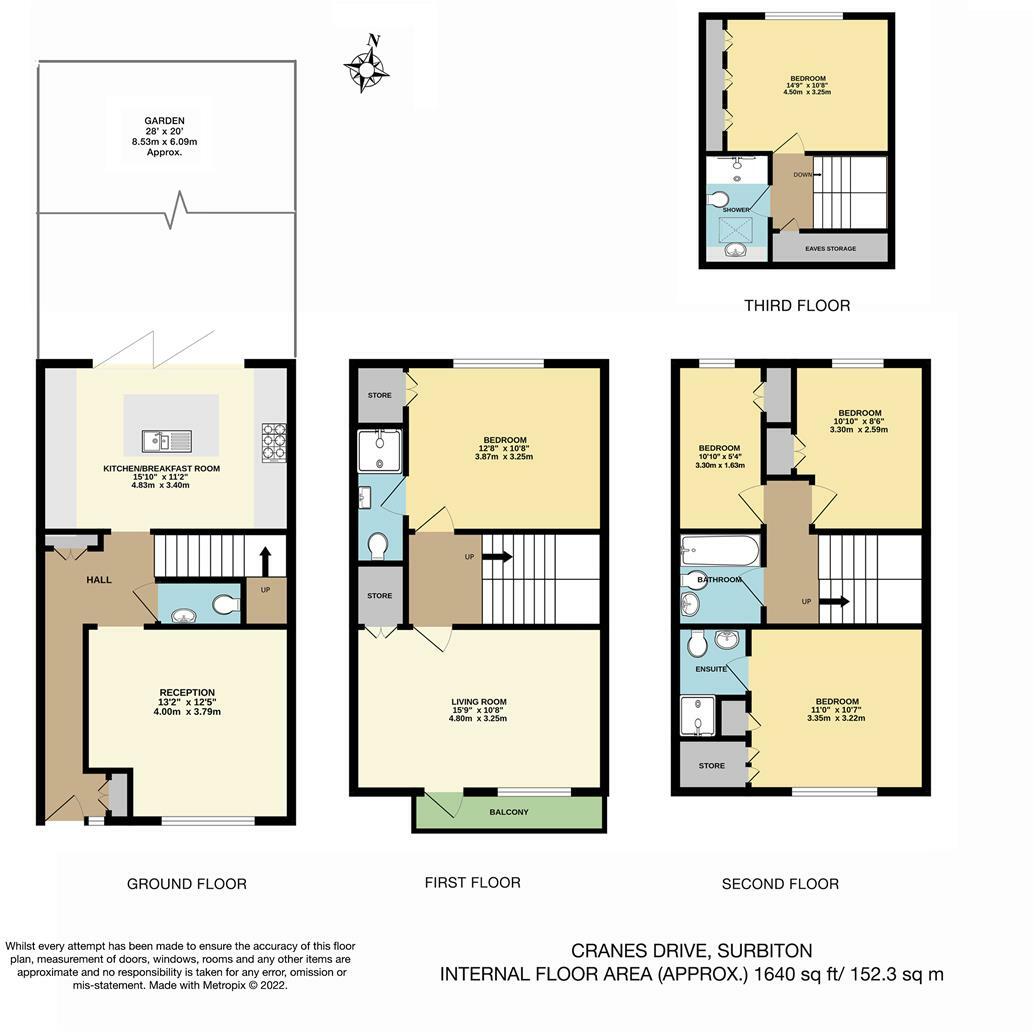 N
GARDEN
28' x 20'
8.53m x 6.09m
Approx.
BEDROOM
14'9" x 10'8"
4.50m x 3.25m
DOWN
SHOWER
EAVES STORAGE
THIRD FLOOR
KITCHEN/BREAKFAST ROOM
15'10" x 11'2"
4.83m x 3.40m
HALL
UP
RECEPTION
13'2" x 12'5"
4.00m x 3.79m
GROUND FLOOR
STORE
BEDROOM
12'8" x 10'8"
3.87m x 3.25m
UP
STORE
LIVING ROOM
15'9" x 10'8"
4.80m x 3.25m
BALCONY
FIRST FLOOR
BEDROOM
10'10" x 5'4"
3.30m x 1.63m
BEDROOM
10'10" x 8'6"
3.30m x 2.59m
BATHROOM
UP
ENSUITE
BEDROOM
11'0" x 10'7"
3.35m x 3.22m
STORE
SECOND FLOOR
Whilst every attempt has been made to ensure the accuracy of this floor
plan, measurement of doors, windows, rooms and any other items are
approximate and no responsibility is taken for any error, omission or
mis-statement. Made with Metropix © 2022.
CRANES DRIVE, SURBITON
INTERNAL FLOOR AREA (APPROX.) 1640 sq ft/ 152.3 sq m